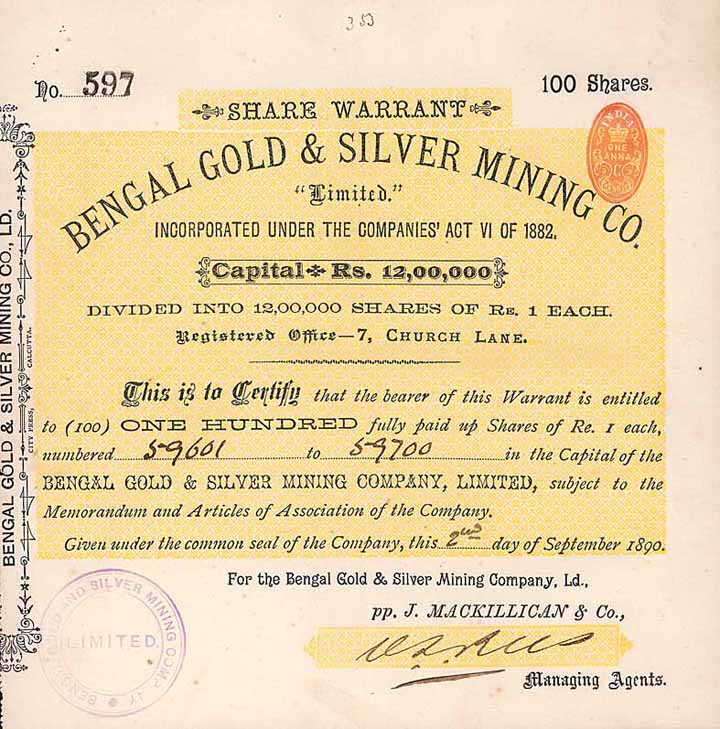 353
No. 597
100 Shares.
SHARE WARRANT
INDIA
ONE
ANNA
BENGAL GOLD & SILVER MINING CO.
"Limited."
INCORPORATED UNDER THE COMPANIES' ACT VI OF 1882.
Capital Rs. 12,00,000
DIVIDED INTO 12,00,000 SHARES OF RE. 1 EACH.
Registered Office—7, CHURCH LANE.
This is to Certify that the bearer of this Warrant is entitled
to (100) ONE HUNDRED fully paid up Shares of Re. 1 each,
numbered 59601 to 59700 in the Capital of the
BENGAL GOLD & SILVER MINING COMPANY, LIMITED, subject to the
Memorandum and Articles of Association of the Company.
Given under the common seal of the Company, this 2nd day of September 1890.
For the Bengal Gold & Silver Mining Company, Ld.,
pp. J. MACKILLICAN & Co.,
Managing Agents.
BENGAL GOLD AND SILVER MINING COMPANY
LIMITED.
BENGAL GOLD & SILVER MINING CO., LD.
CITY PRESS, CALCUTTA.